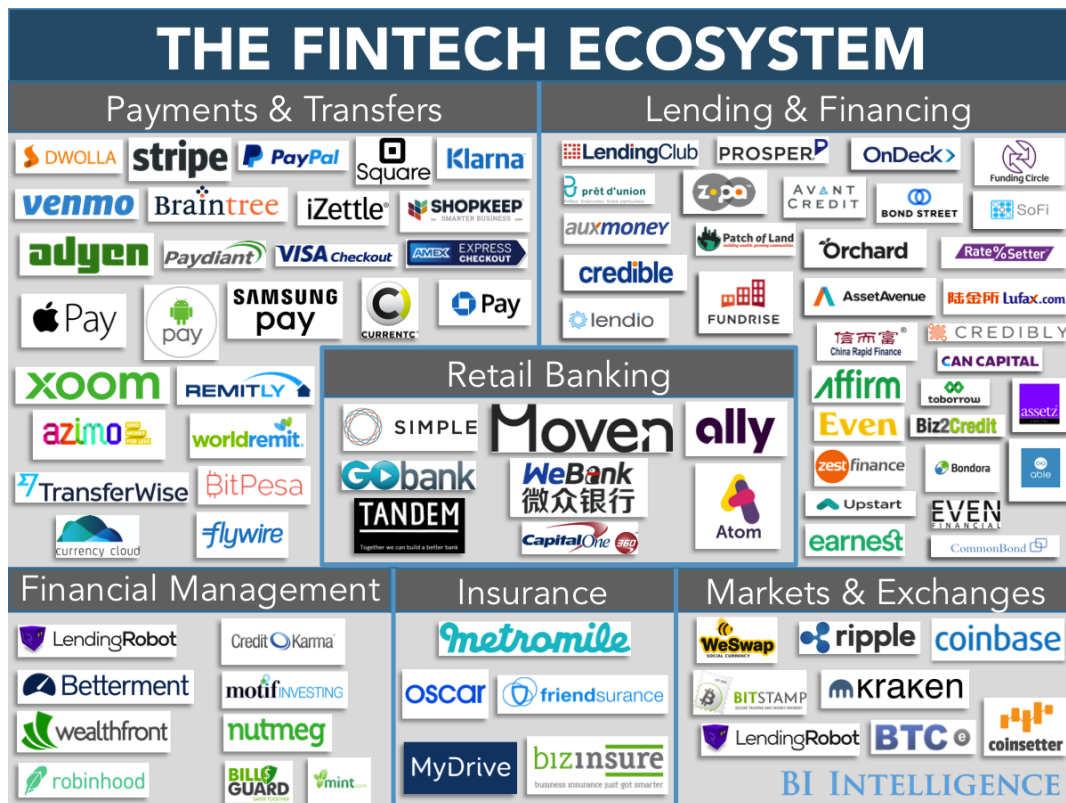 THE FINTECH ECOSYSTEM
Payments & Transfers
DWOLLA
stripe
PayPal
Square
Klarna
venmo
Braintree
iZettle
SHOPKEEP
SMARTER BUSINESS
adyen
Paydiant
VISA Checkout
AMEX EXPRESS
CHECKOUT
Pay
pay
SAMSUNG
pay
CURRENTC
Pay
xoom
REMITLY
azimo
worldremit
TransferWise
BitPesa
currency cloud
flywire
Lending & Financing
LendingClub
PROSPER
OnDeck
Funding Circle
prêt d'union
zopa
AVANT
CREDIT
BOND STREET
SoFi
auxmoney
Patch of Land
Orchard
Rate%Setter
credible
FUNDRISE
AssetAvenue
陆金所 Lufax.com
lendio
信而富®
China Rapid Finance
CREDIBLY
CAN CAPITAL
affirm
toborrow
assetz
Even
Biz2Credit
zestfinance
Bondora
able
Upstart
EVEN
FINANCIAL
earnest
CommonBond
Retail Banking
SIMPLE
Moven
ally
GObank
WeBank
微众银行
TANDEM
Together we can build a better bank
Capital One 360
Atom
Financial Management
LendingRobot
Credit Karma
Betterment
motif INVESTING
wealthfront
nutmeg
robinhood
BILL
GUARD
mint.com
Insurance
metromile
oscar
friendsurance
MyDrive
bizinsure
business insurance just got smarter
Markets & Exchanges
WeSwap
SOCIAL CURRENCY
ripple
coinbase
BITSTAMP
kraken
LendingRobot
BTC e
coinsetter
BI INTELLIGENCE